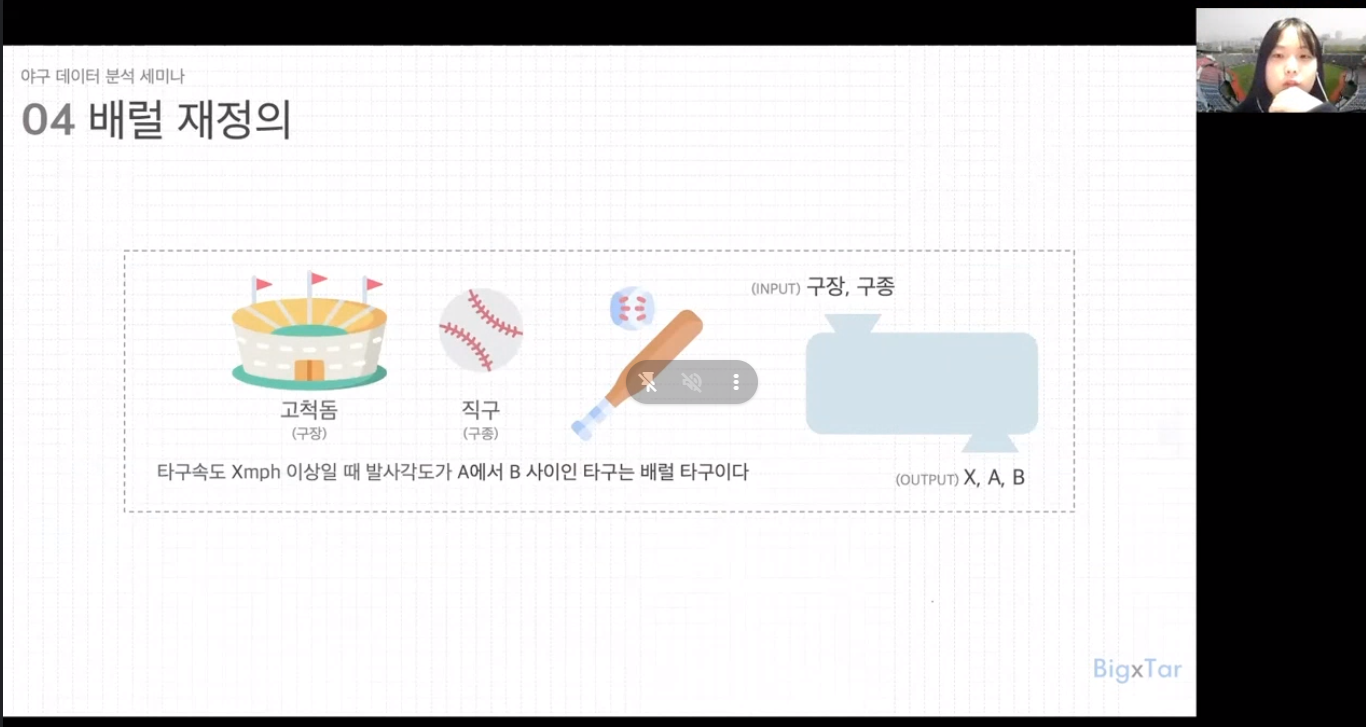 야구 데이터 분석 세미나
04 배럴 재정의
(INPUT) 구장, 구종
고척돔
(구장)
직구
(구종)
타구속도 Xmph 이상일 때 발사각도가 A에서 B 사이인 타구는 배럴 타구이다
(OUTPUT) X, A, B
BigxTar